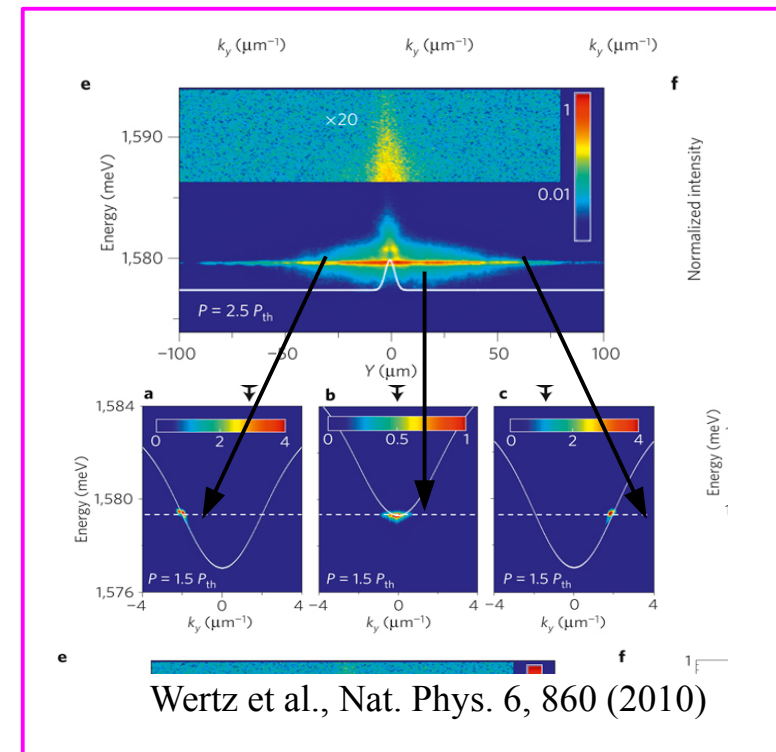 k_y (μm⁻¹) k_y (μm⁻¹) k_y (μm⁻¹)
e f
×20
1
0.01
1,590
1,580
Energy (meV)
Normalized intensity
P = 2.5 P_th
−100 −50 0 50 100
Y (μm)
a b c
1,584
1,580
1,576
Energy (meV)
Energy (meV)
0 2 4
0 0.5 1
0 2 4
P = 1.5 P_th P = 1.5 P_th P = 1.5 P_th
−4 0 4 −4 0 4 −4 0 4
k_y (μm⁻¹) k_y (μm⁻¹) k_y (μm⁻¹)
e f
1
Wertz et al., Nat. Phys. 6, 860 (2010)